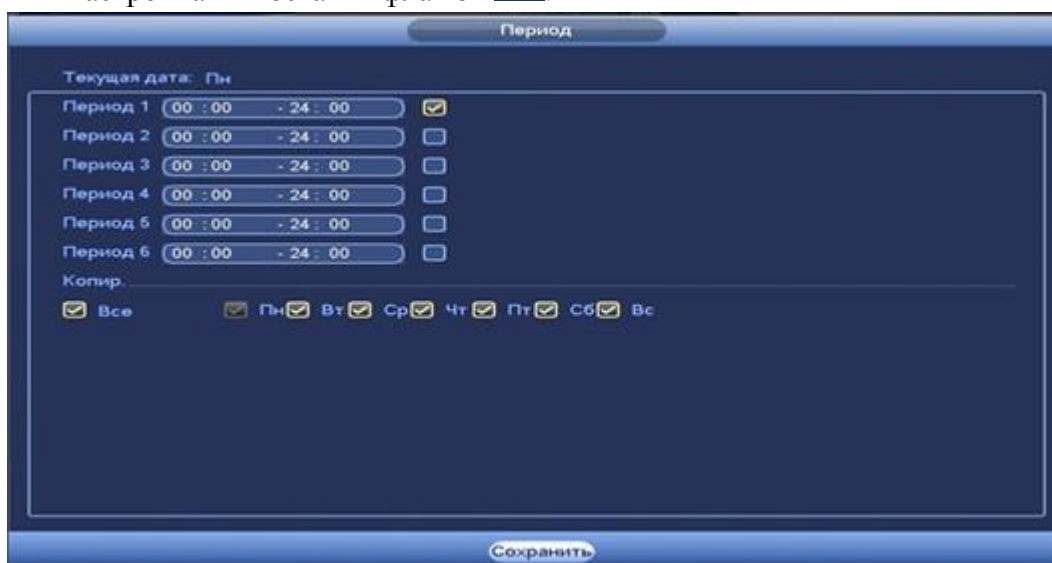 Период
Текущая дата: Пн
Период 1 00 : 00 - 24 : 00
Период 2 00 : 00 - 24 : 00
Период 3 00 : 00 - 24 : 00
Период 4 00 : 00 - 24 : 00
Период 5 00 : 00 - 24 : 00
Период 6 00 : 00 - 24 : 00
Копир.
Все Пн Вт Ср Чт Пт Сб Вс
Сохранить